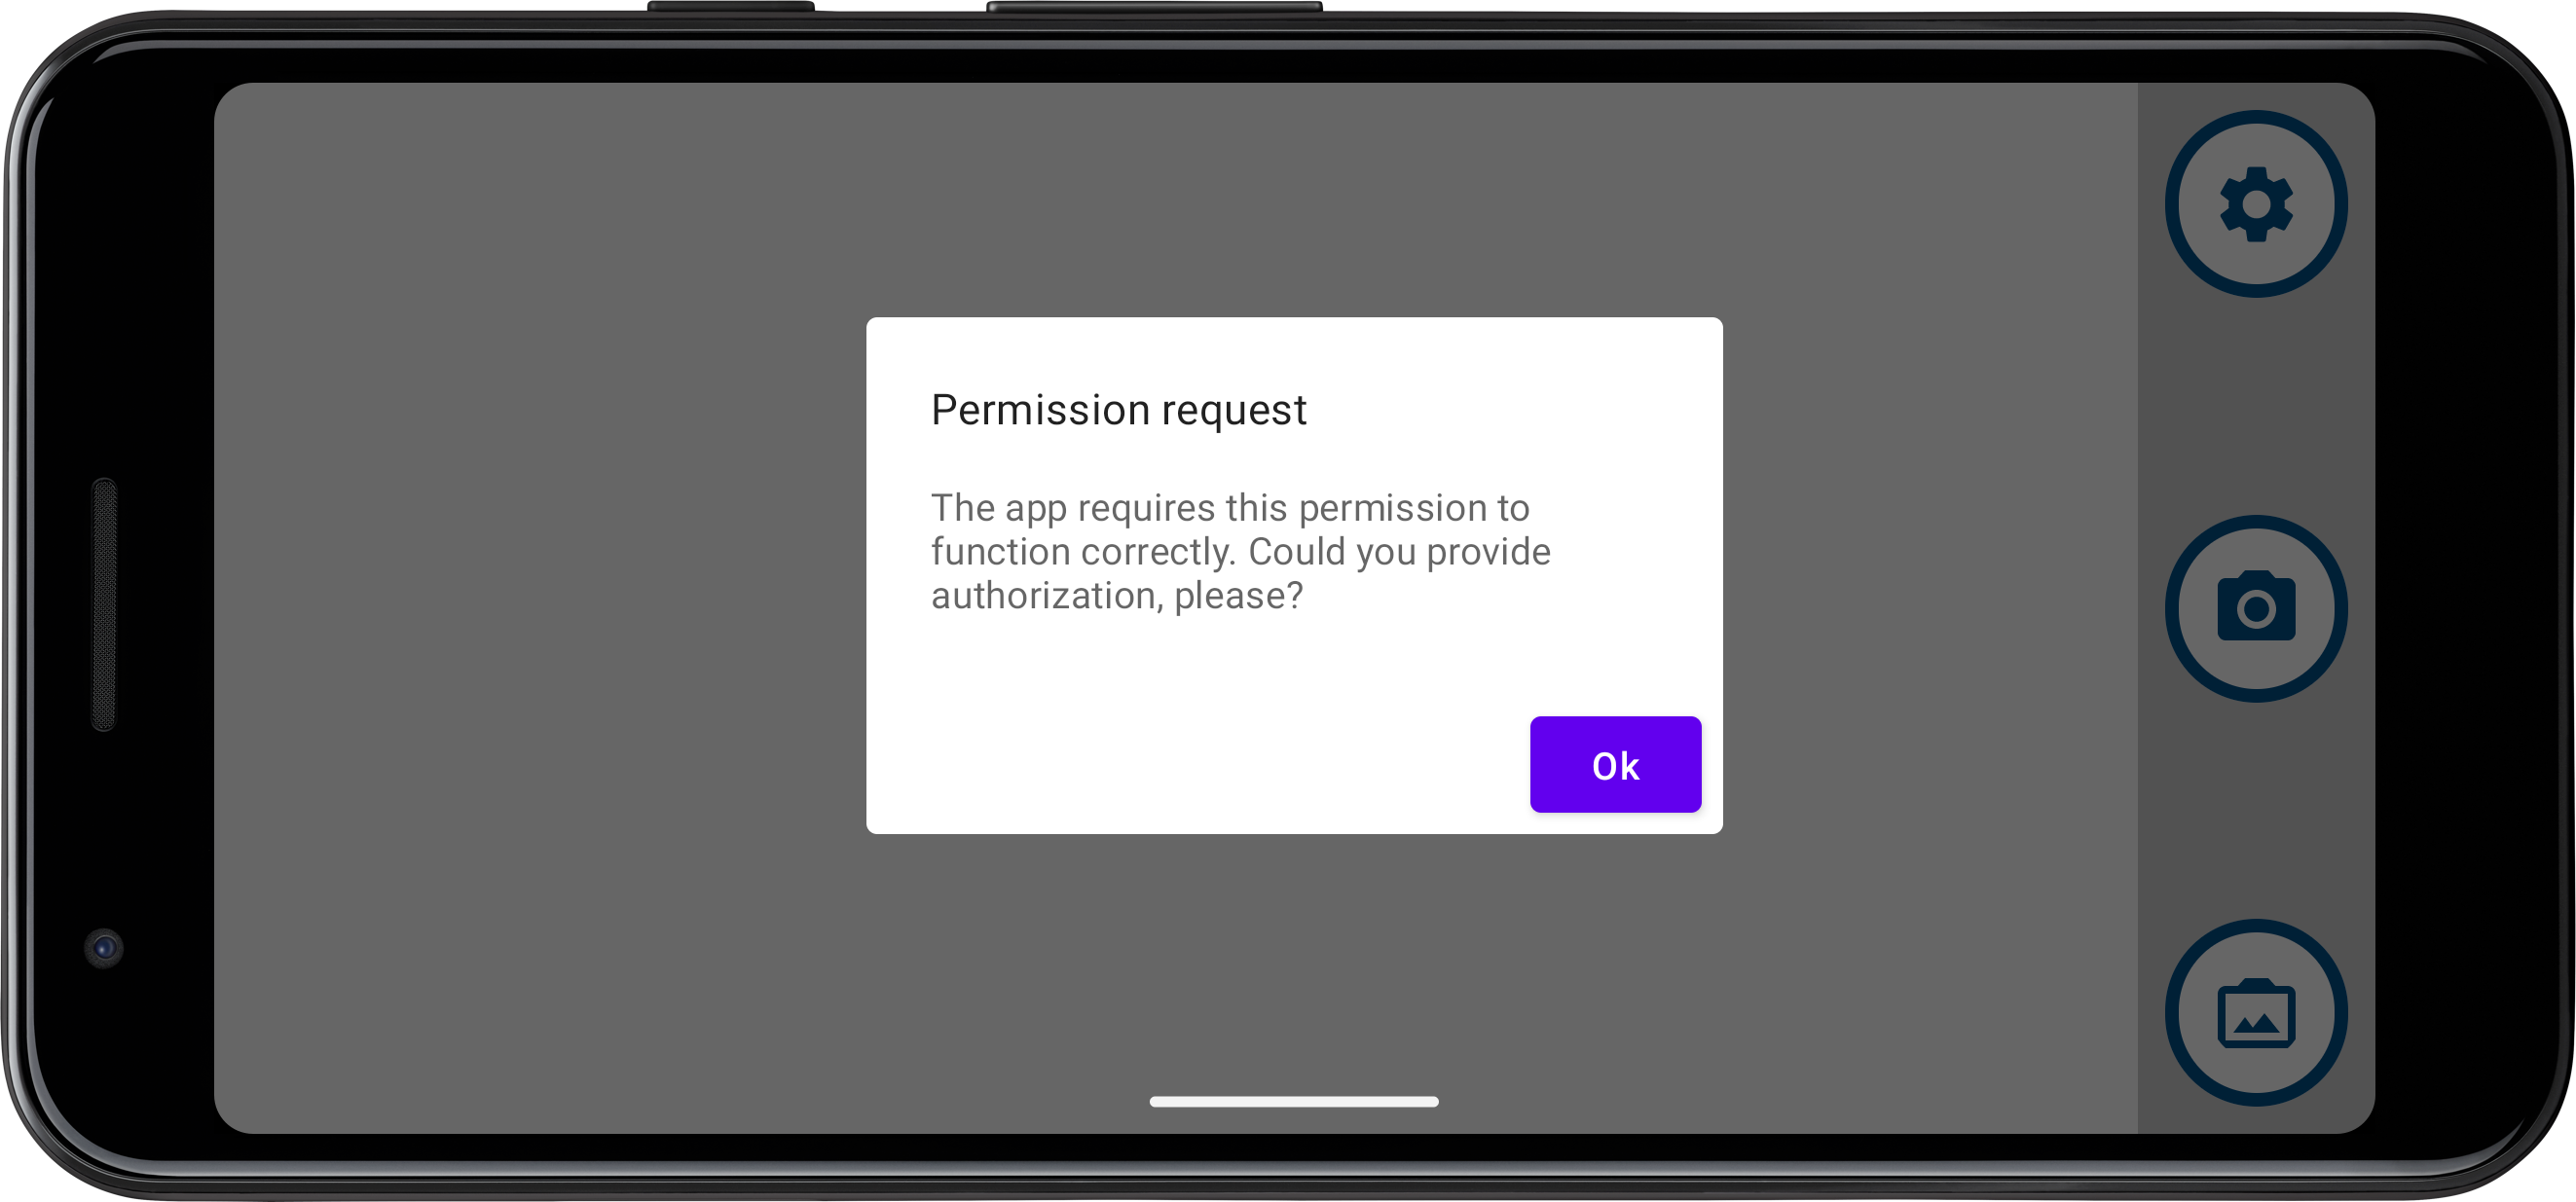 Permission request
The app requires this permission to
function correctly. Could you provide
authorization, please?
Ok